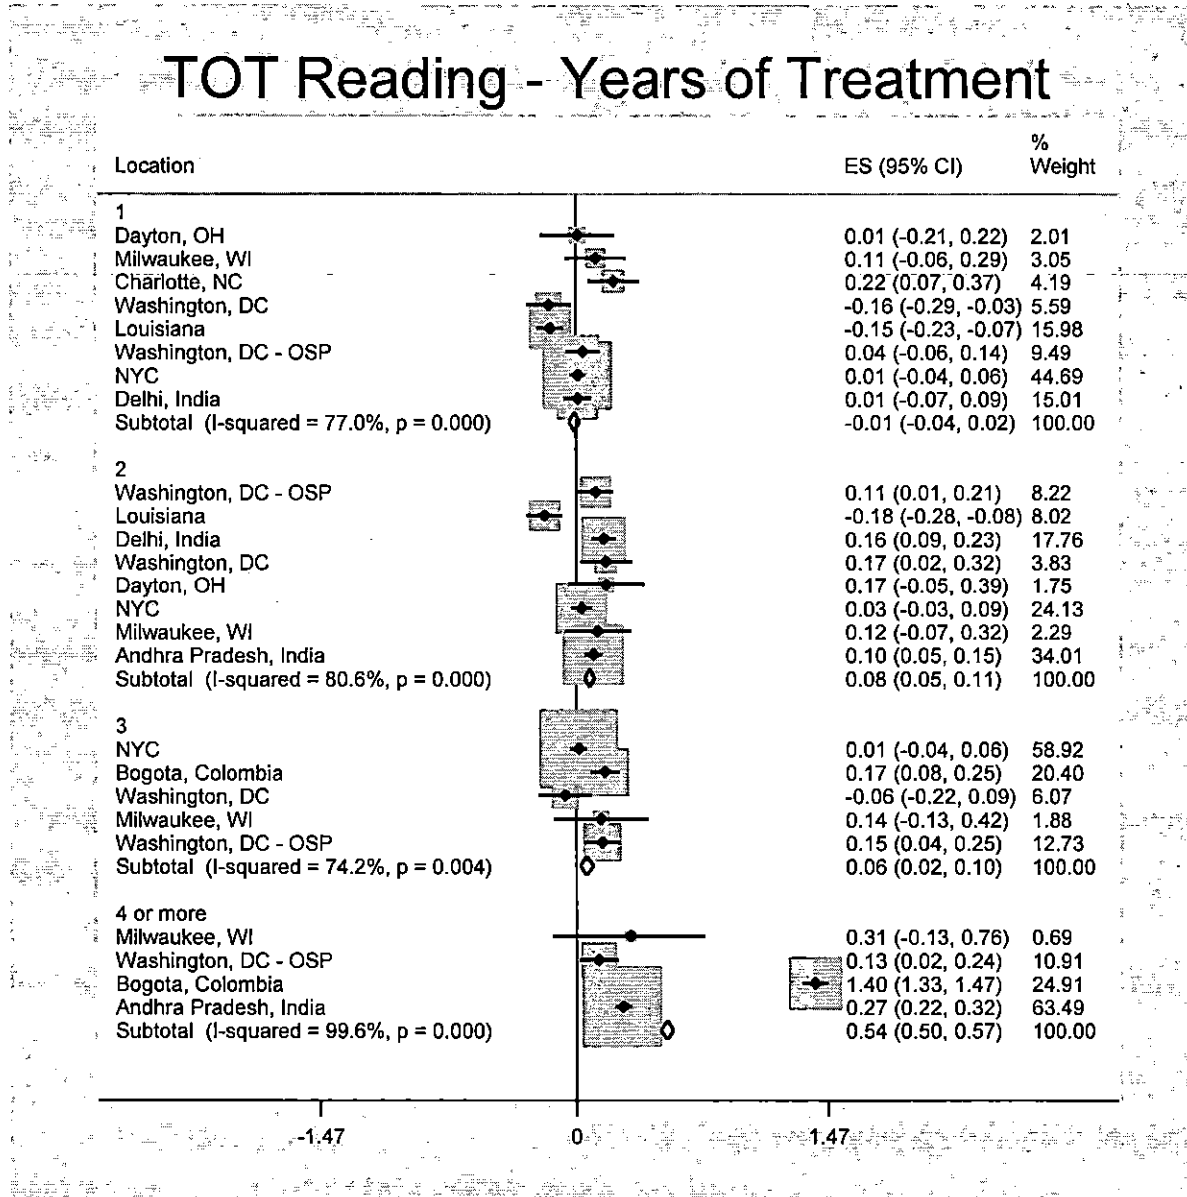 TOT Reading - Years of Treatment
%
Location ES (95% CI) Weight
1
Dayton, OH 0.01 (-0.21, 0.22) 2.01
Milwaukee, WI 0.11 (-0.06, 0.29) 3.05
Charlotte, NC 0.22 (0.07, 0.37) 4.19
Washington, DC -0.16 (-0.29, -0.03) 5.59
Louisiana -0.15 (-0.23, -0.07) 15.98
Washington, DC - OSP 0.04 (-0.06, 0.14) 9.49
NYC 0.01 (-0.04, 0.06) 44.69
Delhi, India 0.01 (-0.07, 0.09) 15.01
Subtotal (I-squared = 77.0%, p = 0.000) -0.01 (-0.04, 0.02) 100.00
2
Washington, DC - OSP 0.11 (0.01, 0.21) 8.22
Louisiana -0.18 (-0.28, -0.08) 8.02
Delhi, India 0.16 (0.09, 0.23) 17.76
Washington, DC 0.17 (0.02, 0.32) 3.83
Dayton, OH 0.17 (-0.05, 0.39) 1.75
NYC 0.03 (-0.03, 0.09) 24.13
Milwaukee, WI 0.12 (-0.07, 0.32) 2.29
Andhra Pradesh, India 0.10 (0.05, 0.15) 34.01
Subtotal (I-squared = 80.6%, p = 0.000) 0.08 (0.05, 0.11) 100.00
3
NYC 0.01 (-0.04, 0.06) 58.92
Bogota, Colombia 0.17 (0.08, 0.25) 20.40
Washington, DC -0.06 (-0.22, 0.09) 6.07
Milwaukee, WI 0.14 (-0.13, 0.42) 1.88
Washington, DC - OSP 0.15 (0.04, 0.25) 12.73
Subtotal (I-squared = 74.2%, p = 0.004) 0.06 (0.02, 0.10) 100.00
4 or more
Milwaukee, WI 0.31 (-0.13, 0.76) 0.69
Washington, DC - OSP 0.13 (0.02, 0.24) 10.91
Bogota, Colombia 1.40 (1.33, 1.47) 24.91
Andhra Pradesh, India 0.27 (0.22, 0.32) 63.49
Subtotal (I-squared = 99.6%, p = 0.000) 0.54 (0.50, 0.57) 100.00
-1.47 0 1.47